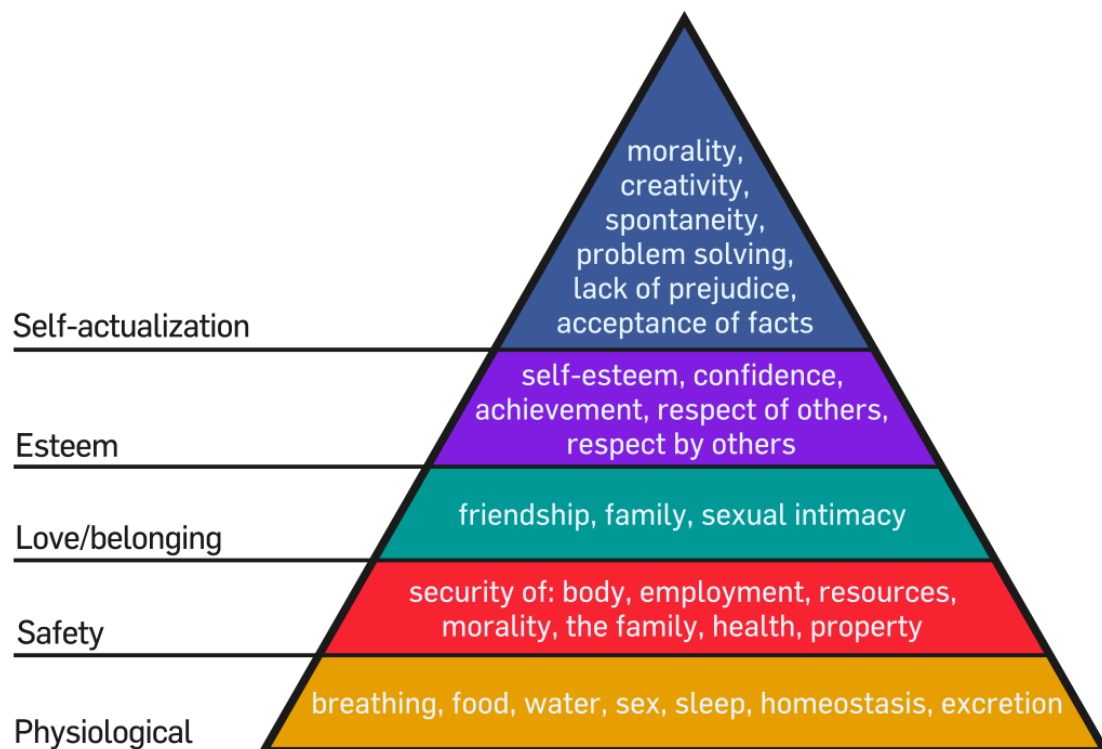 morality,
creativity,
spontaneity,
problem solving,
lack of prejudice,
acceptance of facts
Self-actualization
self-esteem, confidence,
achievement, respect of others,
respect by others
Esteem
friendship, family, sexual intimacy
Love/belonging
security of: body, employment, resources,
morality, the family, health, property
Safety
breathing, food, water, sex, sleep, homeostasis, excretion
Physiological